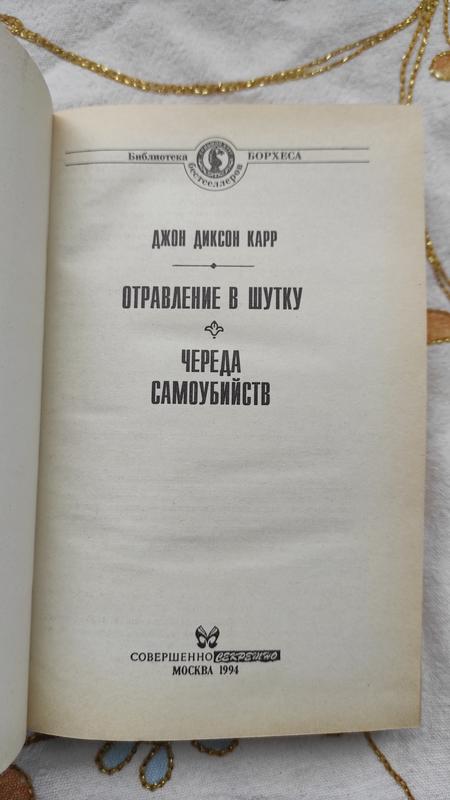 Библиотека БОРХЕСА
бестселлеров
ДЖОН ДИКСОН КАРР
ОТРАВЛЕНИЕ В ШУТКУ
ЧЕРЕДА
САМОУБИЙСТВ
СОВЕРШЕННО СЕКРЕТНО
МОСКВА 1994